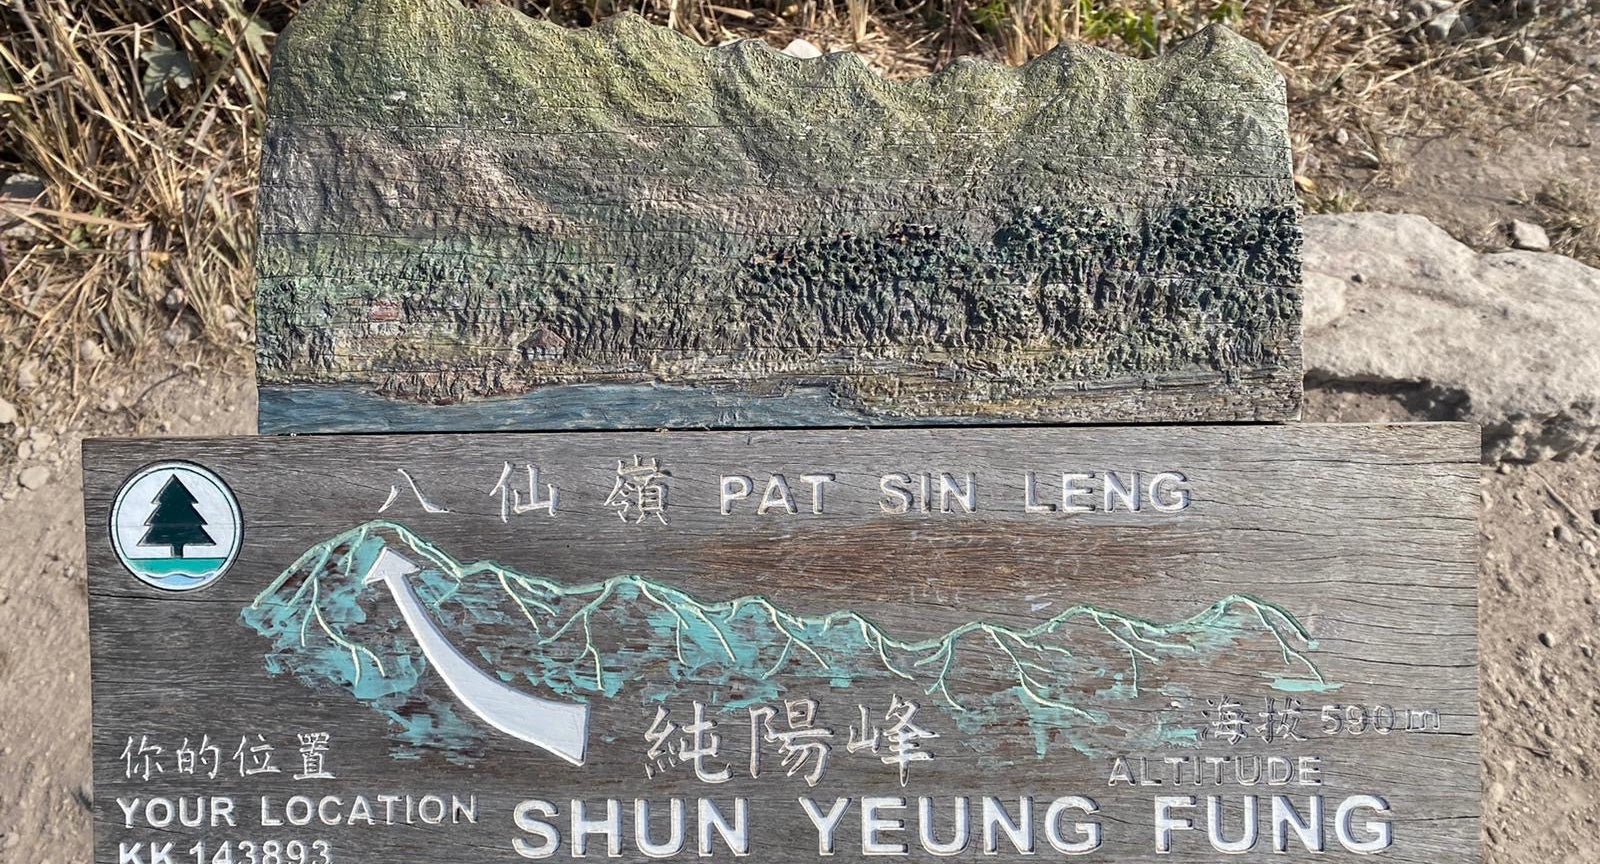 八仙嶺 PAT SIN LENG
純陽峰
海拔 590m
ALTITUDE
SHUN YEUNG FUNG
你的位置
YOUR LOCATION
KK 143893